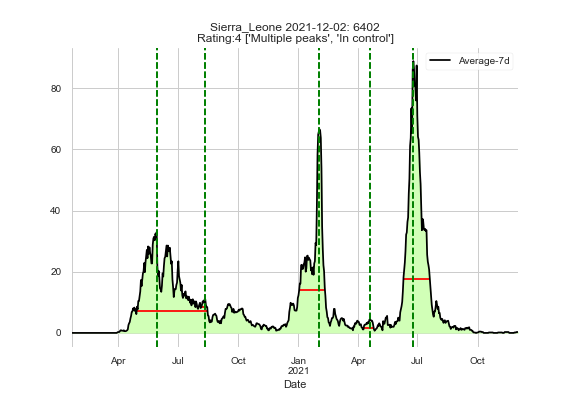 Sierra_Leone 2021-12-02: 6402
Rating:4 ['Multiple peaks', 'In control']
Average-7d
80
60
40
20
0
Apr Jul Oct Jan Apr Jul Oct
2021
Date